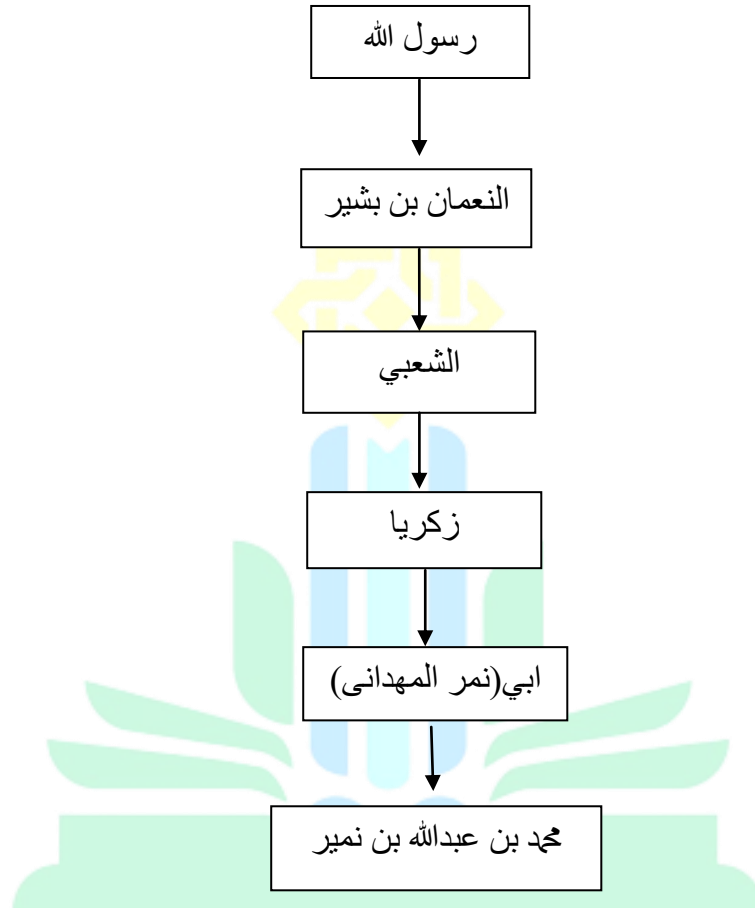 رسول الله
النعمان بن بشير
الشعبي
زكريا
ابي(نمر المهدانى)
محمد بن عبدالله بن نمير